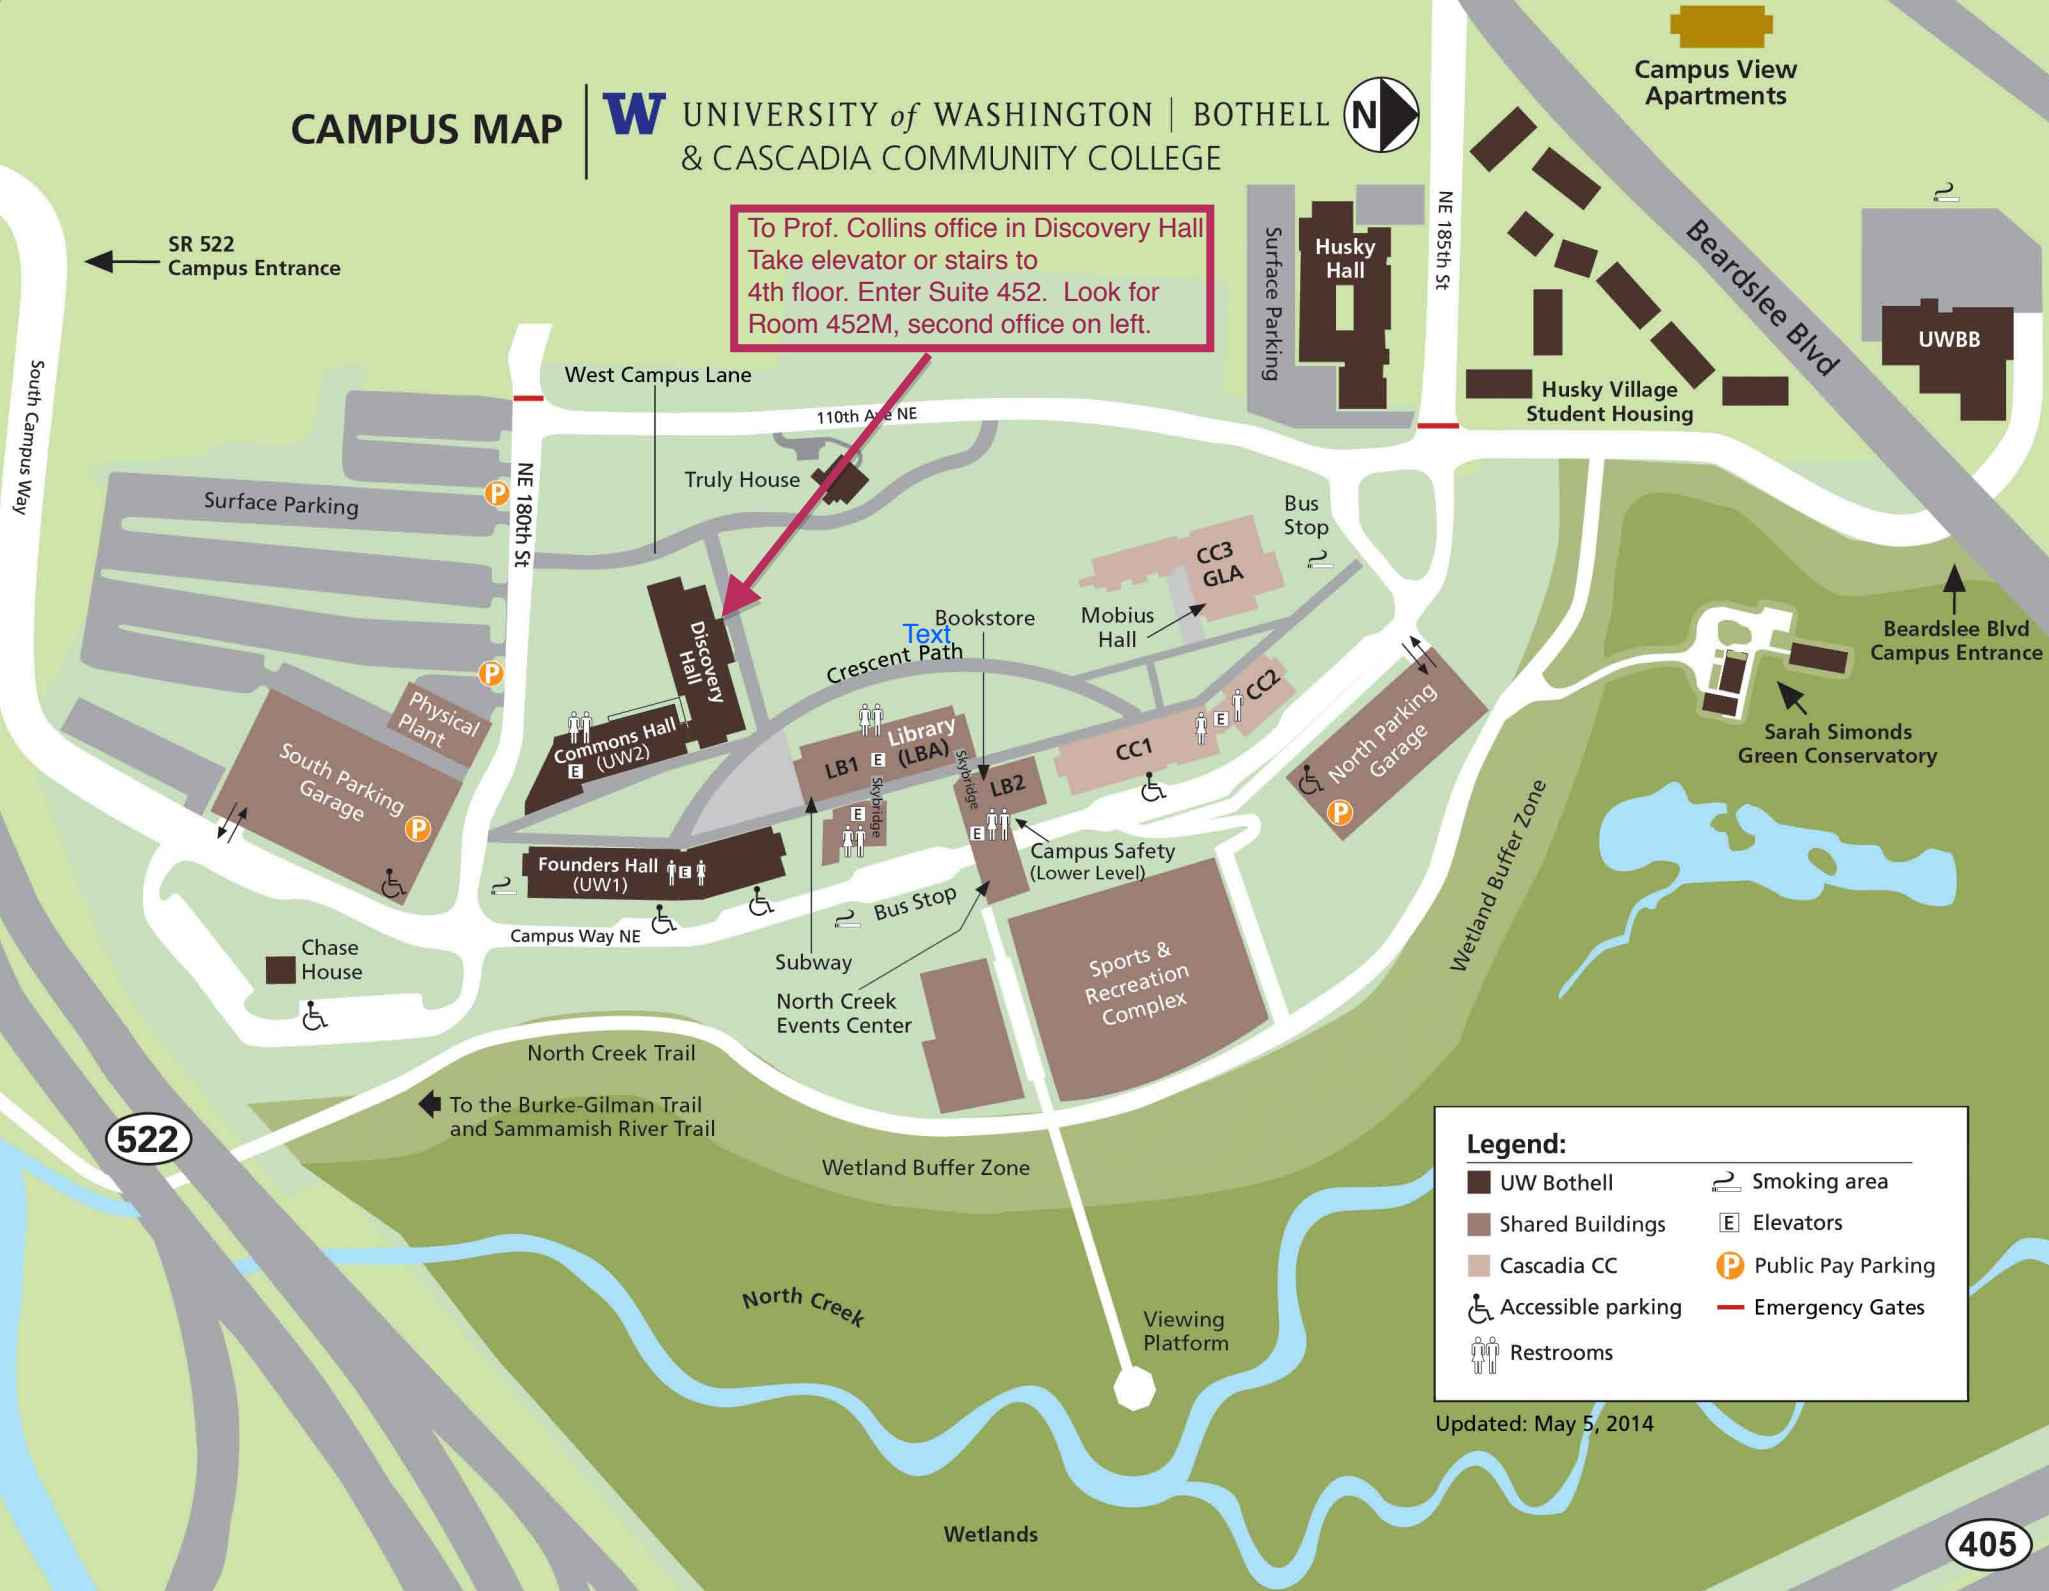 CAMPUS MAP
W UNIVERSITY of WASHINGTON | BOTHELL
& CASCADIA COMMUNITY COLLEGE
N
Campus View
Apartments
SR 522
Campus Entrance
To Prof. Collins office in Discovery Hall
Take elevator or stairs to
4th floor. Enter Suite 452. Look for
Room 452M, second office on left.
Surface Parking
Husky
Hall
NE 185th St
Beardslee Blvd
UWBB
Husky Village
Student Housing
South Campus Way
West Campus Lane
110th Ave NE
Truly House
Surface Parking
P
NE 180th St
Bus
Stop
CC3
GLA
Mobius
Hall
Bookstore
Text
Crescent Path
Discovery
Hall
P
Physical
Plant
Commons Hall
(UW2)
E
South Parking
Garage
P
Library
(LBA)
LB1
E
Skybridge
Skybridge
LB2
CC1
E
CC2
North Parking
Garage
P
Beardslee Blvd
Campus Entrance
Sarah Simonds
Green Conservatory
E
E
Founders Hall
(UW1)
E
Campus Safety
(Lower Level)
Bus Stop
Campus Way NE
Chase
House
Subway
North Creek
Events Center
Sports &
Recreation
Complex
Wetland Buffer Zone
North Creek Trail
To the Burke-Gilman Trail
and Sammamish River Trail
522
Wetland Buffer Zone
North Creek
Viewing
Platform
Wetlands
Legend:
UW Bothell
Shared Buildings
Cascadia CC
Accessible parking
Restrooms
Smoking area
E Elevators
P Public Pay Parking
Emergency Gates
Updated: May 5, 2014
405